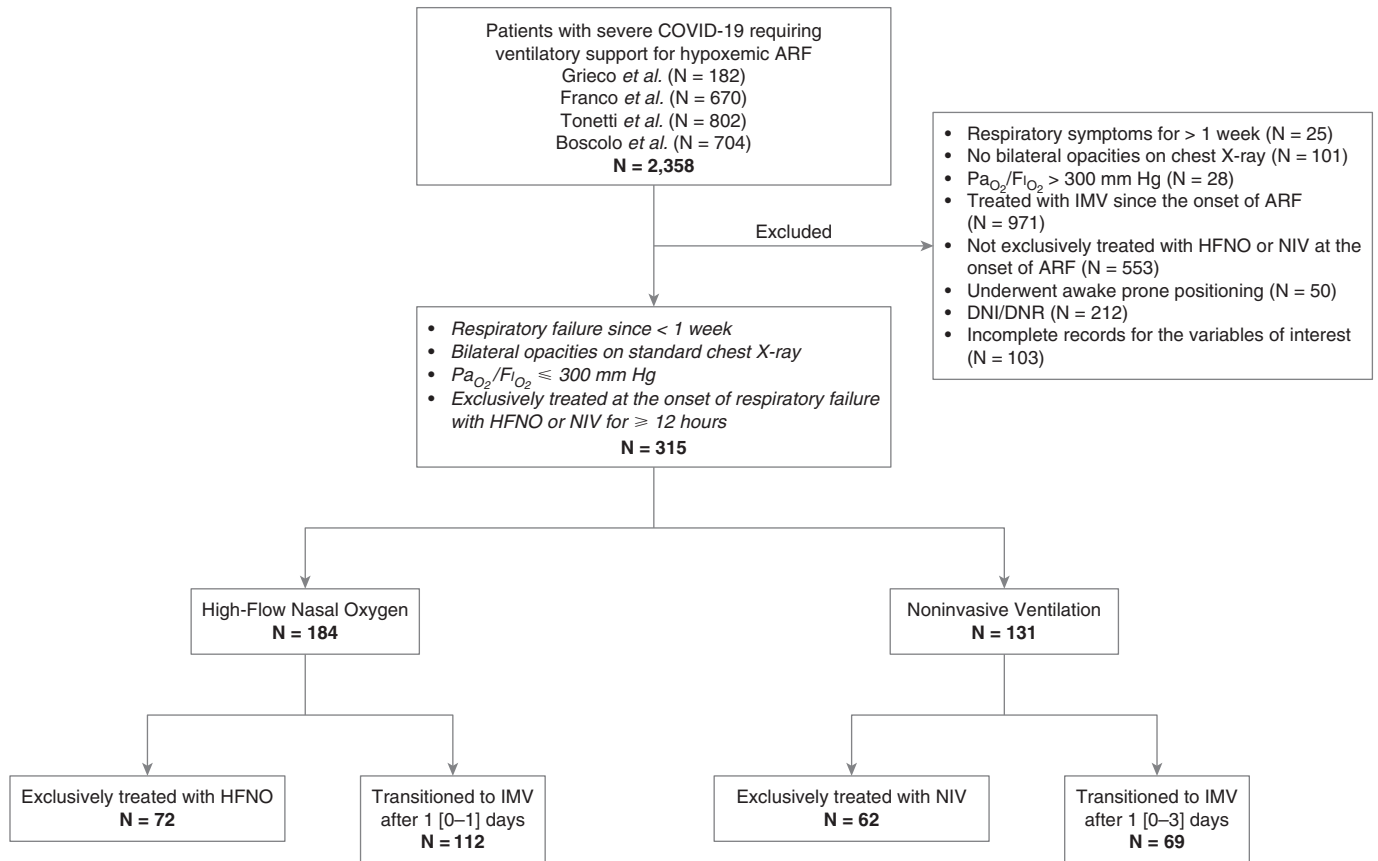 Patients with severe COVID-19 requiring
ventilatory support for hypoxemic ARF
Grieco et al. (N = 182)
Franco et al. (N = 670)
Tonetti et al. (N = 802)
Boscolo et al. (N = 704)
N = 2,358
Excluded
• Respiratory symptoms for > 1 week (N = 25)
• No bilateral opacities on chest X-ray (N = 101)
• PaO2/FIO2 > 300 mm Hg (N = 28)
• Treated with IMV since the onset of ARF
(N = 971)
• Not exclusively treated with HFNO or NIV at the
onset of ARF (N = 553)
• Underwent awake prone positioning (N = 50)
• DNI/DNR (N = 212)
• Incomplete records for the variables of interest
(N = 103)
• Respiratory failure since < 1 week
• Bilateral opacities on standard chest X-ray
• PaO2/FIO2 ⩽ 300 mm Hg
• Exclusively treated at the onset of respiratory failure
with HFNO or NIV for ⩾ 12 hours
N = 315
High-Flow Nasal Oxygen
N = 184
Noninvasive Ventilation
N = 131
Exclusively treated with HFNO
N = 72
Transitioned to IMV
after 1 [0–1] days
N = 112
Exclusively treated with NIV
N = 62
Transitioned to IMV
after 1 [0–3] days
N = 69